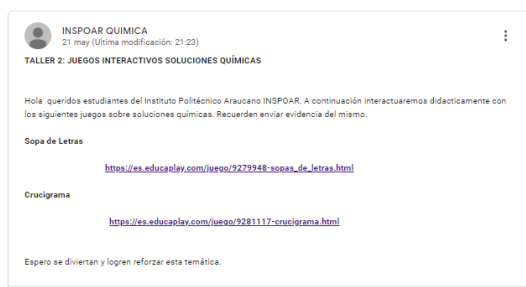 INSPOAR QUIMICA
21 may (Última modificación: 21:23)
TALLER 2: JUEGOS INTERACTIVOS SOLUCIONES QUÍMICAS
Hola queridos estudiantes del Instituto Politécnico Araucano INSPOAR. A continuación interactuaremos didacticamente con
los siguientes juegos sobre soluciones químicas. Recuerden enviar evidencia del mismo.
Sopa de Letras
https://es.educaplay.com/juego/9279948-sopas_de_letras.html
Crucigrama
https://es.educaplay.com/juego/9281117-crucigrama.html
Espero se diviertan y logren reforzar esta temática.